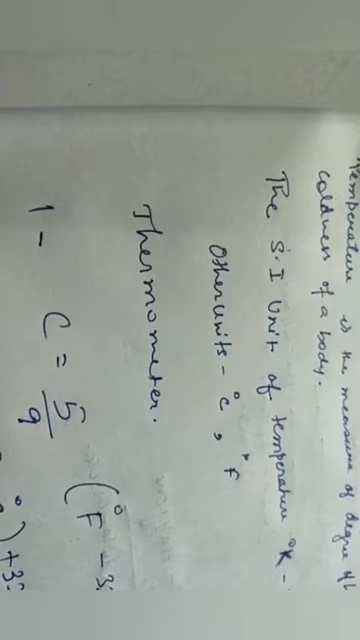 Temperature is the measure of degree of
coldness of a body.
The S.I Unit of temperature °K -
Other units - °C, °F
Thermometer.
1 - C = 5/9 (°F - 3
°) + 3